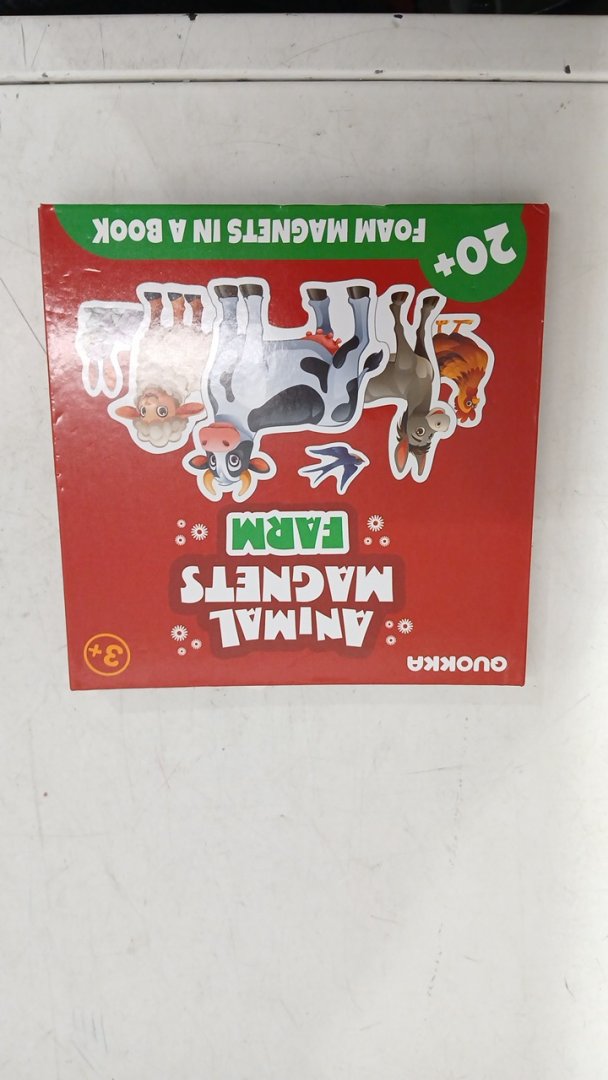 QUOKKA
3+
ANIMAL
MAGNETS
FARM
20+
FOAM MAGNETS IN A BOOK